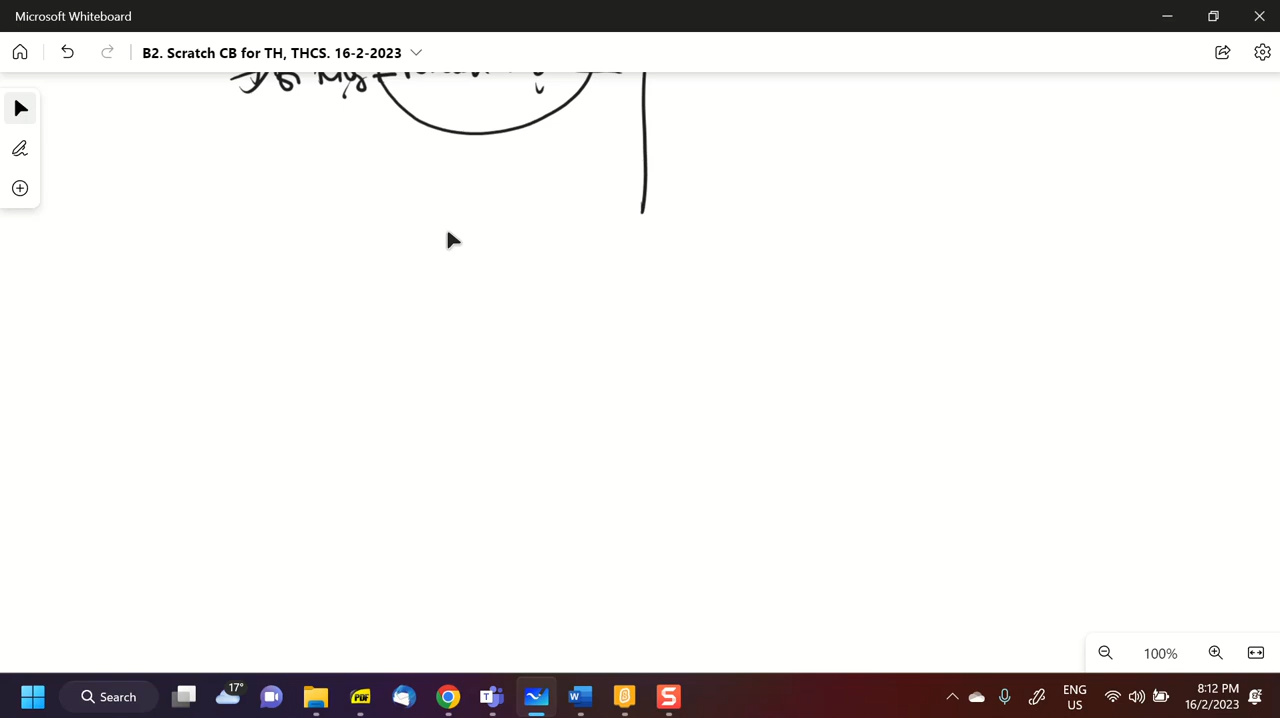 Microsoft Whiteboard
B2. Scratch CB for TH, THCS. 16-2-2023
100%
PDF
W
S
17°
Search
ENG
US
8:12 PM
16/2/2023